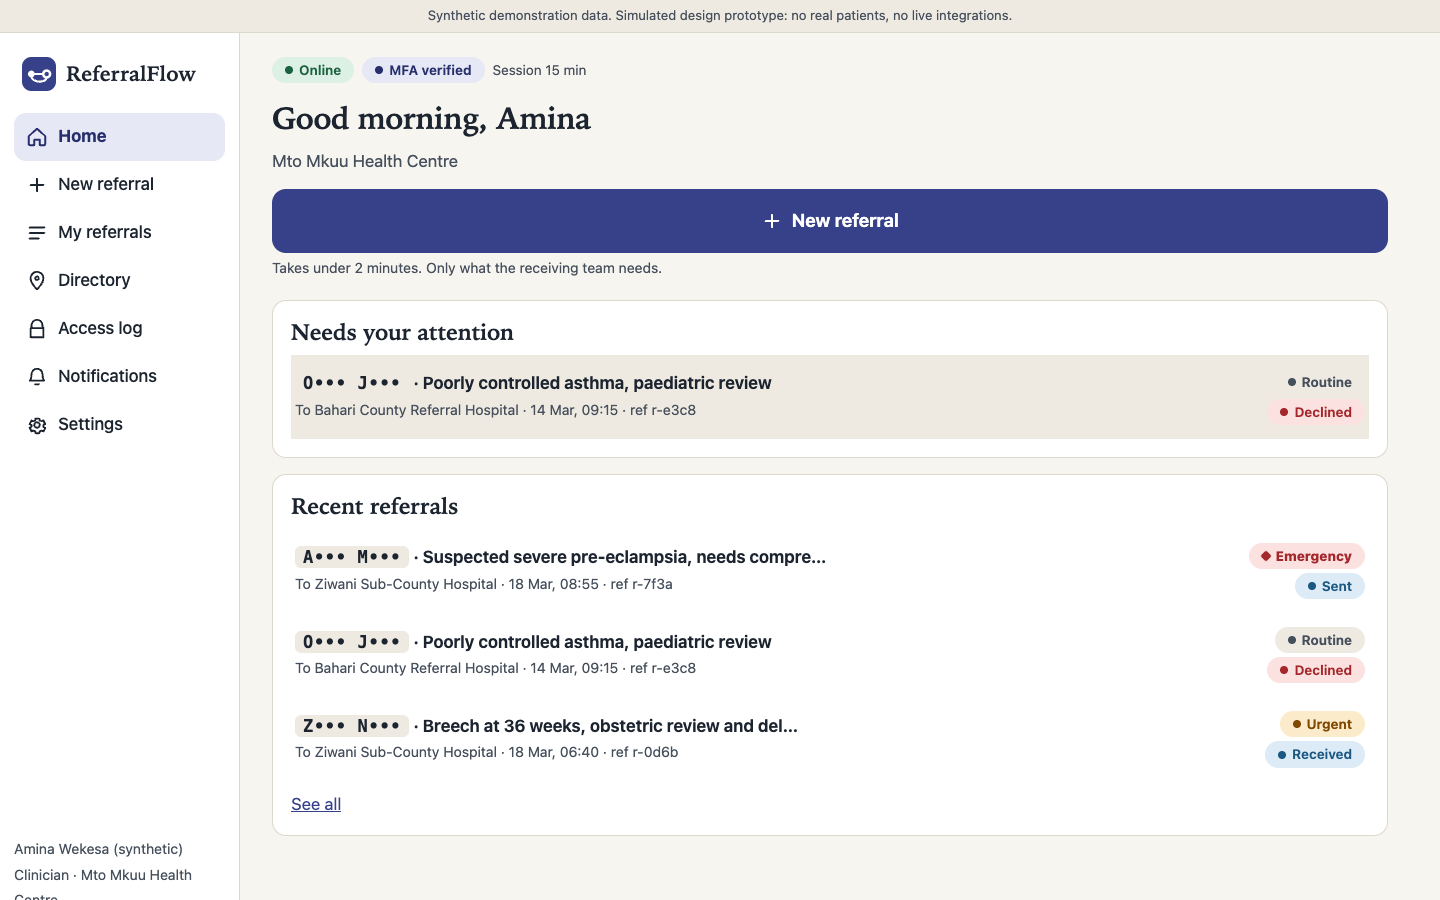 Synthetic demonstration data. Simulated design prototype: no real patients, no live integrations.
ReferralFlow
Home
New referral
My referrals
Directory
Access log
Notifications
Settings
Amina Wekesa (synthetic)
Clinician · Mto Mkuu Health
Centre
Online
MFA verified
Session 15 min
Good morning, Amina
Mto Mkuu Health Centre
+ New referral
Takes under 2 minutes. Only what the receiving team needs.
Needs your attention
O••• J••• · Poorly controlled asthma, paediatric review
Routine
To Bahari County Referral Hospital · 14 Mar, 09:15 · ref r-e3c8
Declined
Recent referrals
A••• M••• · Suspected severe pre-eclampsia, needs compre...
Emergency
To Ziwani Sub-County Hospital · 18 Mar, 08:55 · ref r-7f3a
Sent
O••• J••• · Poorly controlled asthma, paediatric review
Routine
To Bahari County Referral Hospital · 14 Mar, 09:15 · ref r-e3c8
Declined
Z••• N••• · Breech at 36 weeks, obstetric review and del...
Urgent
To Ziwani Sub-County Hospital · 18 Mar, 06:40 · ref r-0d6b
Received
See all